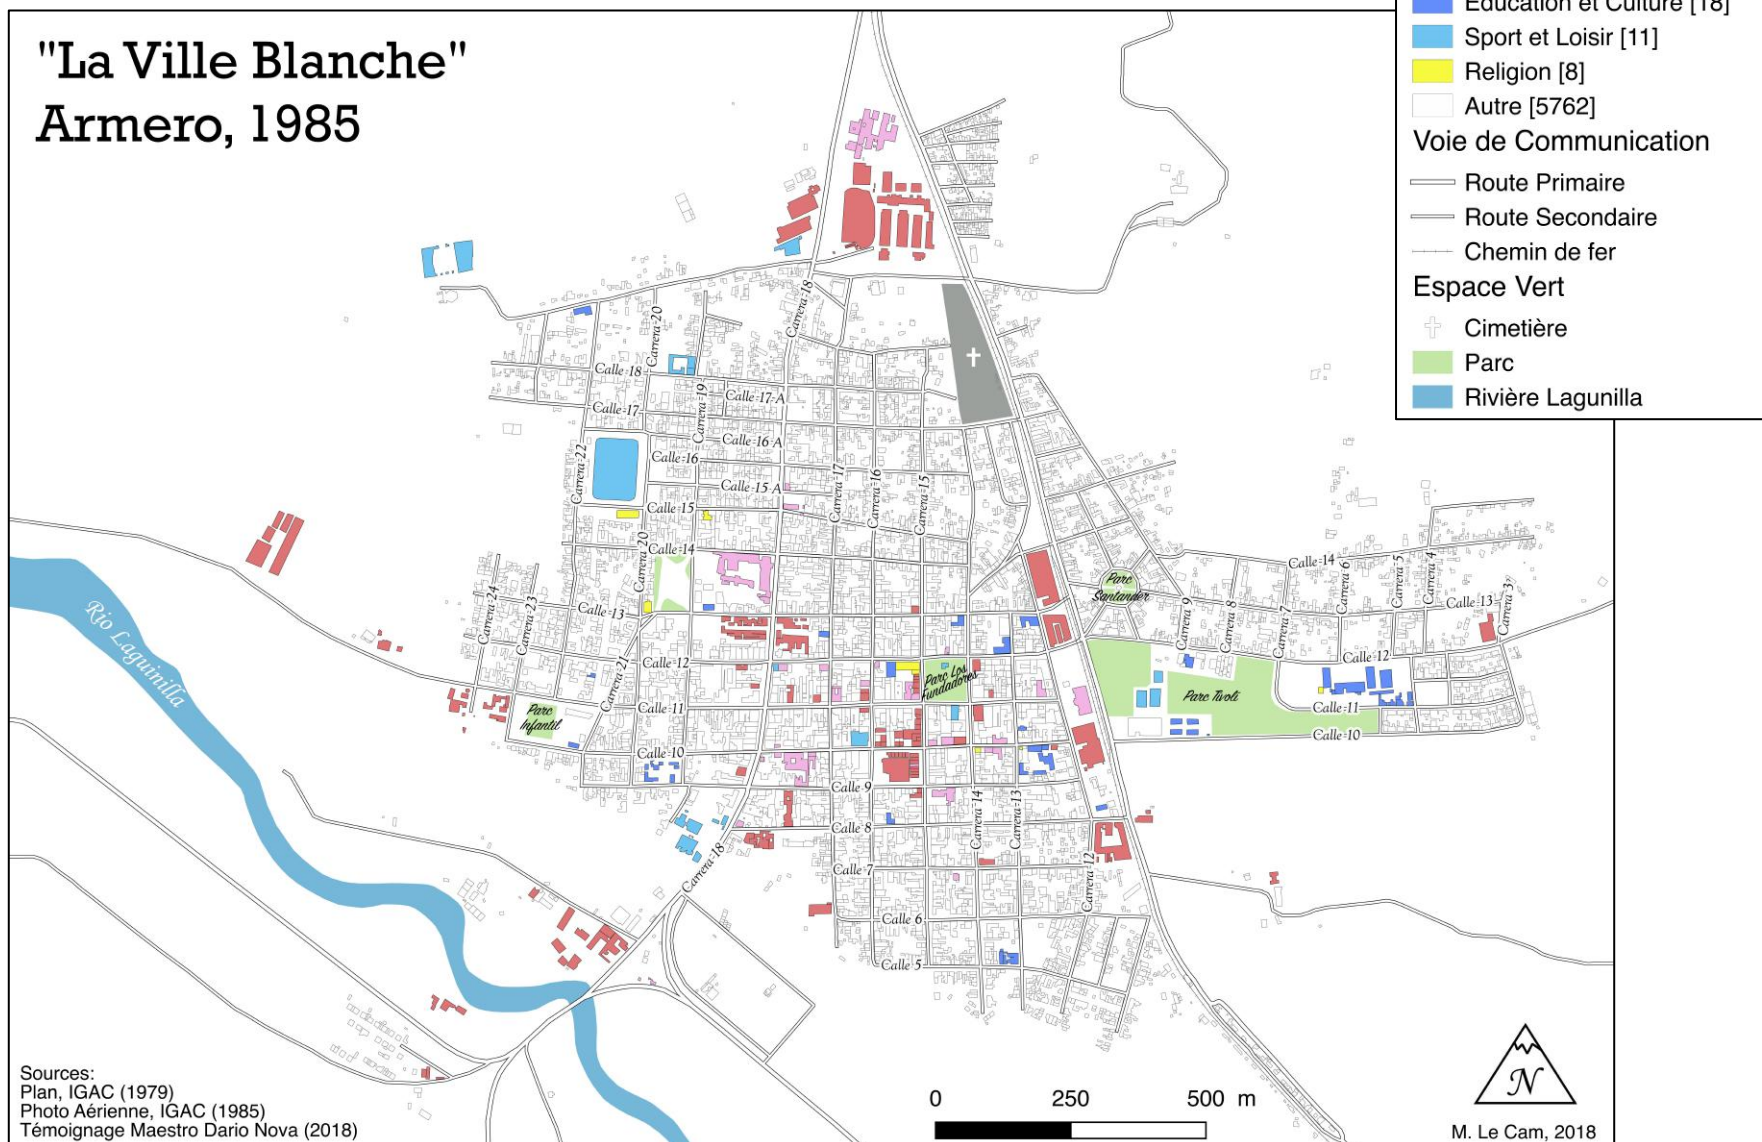 "La Ville Blanche"
Armero, 1985
Education et Culture [18]
Sport et Loisir [11]
Religion [8]
Autre [5762]
Voie de Communication
Route Primaire
Route Secondaire
Chemin de fer
Espace Vert
Cimetière
Parc
Rivière Lagunilla
Carrera 18
Carrera 20
Calle 18
Carrera 19
Calle 17 A
Calle 17
Calle 16 A
Calle 16
Carrera 22
Calle 15 A
Carrera 17
Carrera 16
Carrera 15
Calle 15
Calle 14
Carrera 20
Calle 14
Carrera 6
Carrera 5
Carrera 4
Parc
Santander
Carrera 24
Carrera 23
Calle 13
Carrera 9
Carrera 8
Carrera 7
Calle 13
Carrera 3
Rio Laguinilla
Carrera 21
Calle 12
Calle 12
Parc Los
Fundadores
Parc Tivoli
Parc
Infantil
Calle 11
Calle 11
Calle 10
Calle 10
Calle 9
Carrera 14
Carrera 13
Calle 8
Carrera 18
Calle 7
Carrera 12
Calle 6
Calle 5
Sources:
Plan, IGAC (1979)
Photo Aérienne, IGAC (1985)
Témoignage Maestro Dario Nova (2018)
0 250 500 m
N
M. Le Cam, 2018